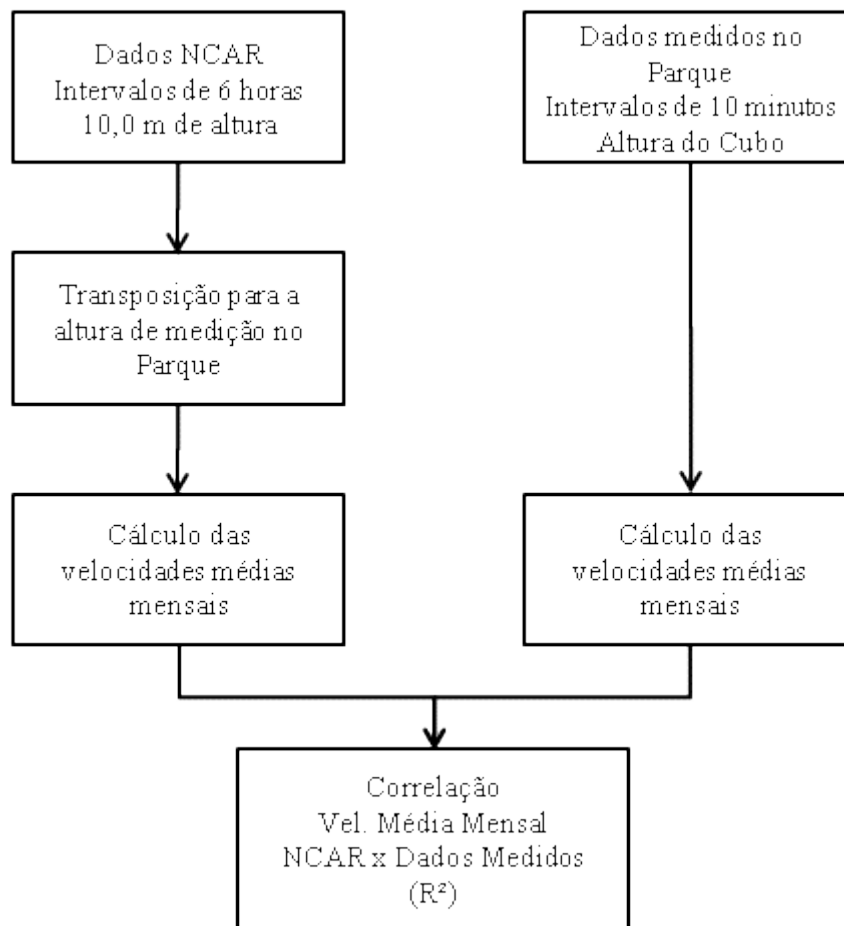 Dados NCAR
Intervalos de 6 horas
10,0 m de altura
Dados medidos no
Parque
Intervalos de 10 minutos
Altura do Cubo
Transposição para a
altura de medição no
Parque
Cálculo das
velocidades médias
mensais
Cálculo das
velocidades médias
mensais
Correlação
Vel. Média Mensal
NCAR x Dados Medidos
(R²)